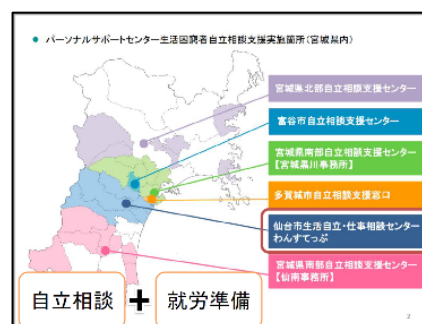 ● パーソナルサポートセンター生活困窮者自立相談支援実施箇所(宮城県内)
宮城県北部自立相談支援センター
富谷市自立相談支援センター
宮城県南部自立相談支援センター
【宮城黒川事務所】
多賀城市自立相談支援窓口
仙台市生活自立・仕事相談センター
わんすてっぷ
宮城県南部自立相談支援センター
【仙南事務所】
自立相談 + 就労準備
2